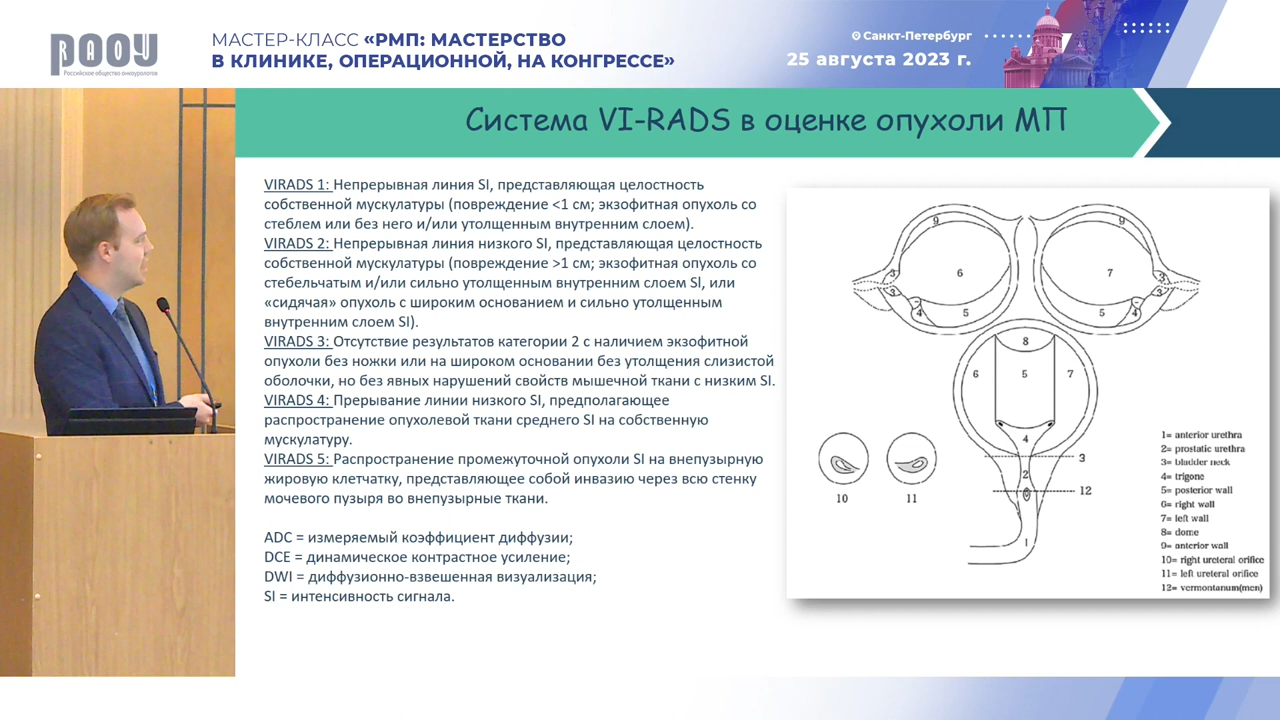 РАОУ
Российское общество онкоурологов
МАСТЕР-КЛАСС «РМП: МАСТЕРСТВО
В КЛИНИКЕ, ОПЕРАЦИОННОЙ, НА КОНГРЕССЕ»
Санкт-Петербург
25 августа 2023 г.
Система VI-RADS в оценке опухоли МП
VIRADS 1: Непрерывная линия SI, представляющая целостность
собственной мускулатуры (повреждение <1 см; экзофитная опухоль со
стеблем или без него и/или утолщенным внутренним слоем).
VIRADS 2: Непрерывная линия низкого SI, представляющая целостность
собственной мускулатуры (повреждение >1 см; экзофитная опухоль со
стебельчатым и/или сильно утолщенным внутренним слоем SI, или
«сидячая» опухоль с широким основанием и сильно утолщенным
внутренним слоем SI).
VIRADS 3: Отсутствие результатов категории 2 с наличием экзофитной
опухоли без ножки или на широком основании без утолщения слизистой
оболочки, но без явных нарушений свойств мышечной ткани с низким SI.
VIRADS 4: Прерывание линии низкого SI, предполагающее
распространение опухолевой ткани среднего SI на собственную
мускулатуру.
VIRADS 5: Распространение промежуточной опухоли SI на внепузырную
жировую клетчатку, представляющее собой инвазию через всю стенку
мочевого пузыря во внепузырные ткани.
ADC = измеряемый коэффициент диффузии;
DCE = динамическое контрастное усиление;
DWI = диффузионно-взвешенная визуализация;
SI = интенсивность сигнала.
9 9
3 6 7 3
3 3
4 5 5 4
8
6 5 7
4
3
2
12
10 11
1
1= anterior urethra
2= prostatic urethra
3= bladder neck
4= trigone
5= posterior wall
6= right wall
7= left wall
8= dome
9= anterior wall
10= right ureteral orifice
11= left ureteral orifice
12= vermontanum(men)